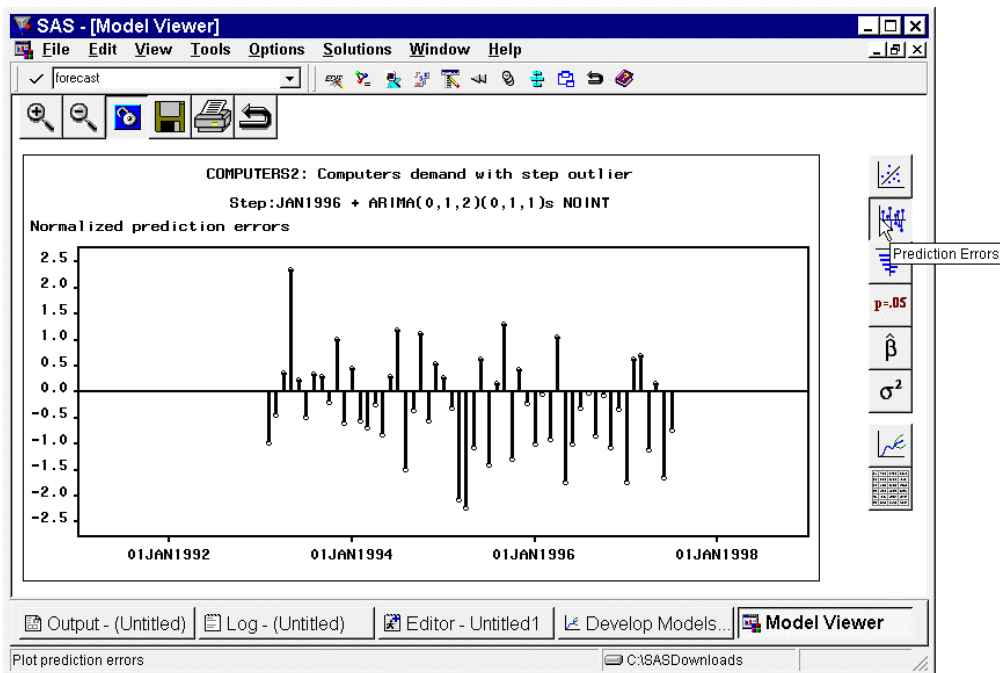 SAS - [Model Viewer]
File Edit View Tools Options Solutions Window Help
forecast
COMPUTERS2: Computers demand with step outlier
Step:JAN1996 + ARIMA(0,1,2)(0,1,1)s NOINT
Normalized prediction errors
2.5
2.0
1.5
1.0
0.5
0.0
-0.5
-1.0
-1.5
-2.0
-2.5
01JAN1992 01JAN1994 01JAN1996 01JAN1998
Prediction Errors
p=.05
β̂
σ²
Output - (Untitled) Log - (Untitled) Editor - Untitled1 Develop Models... Model Viewer
Plot prediction errors C:\SASDownloads